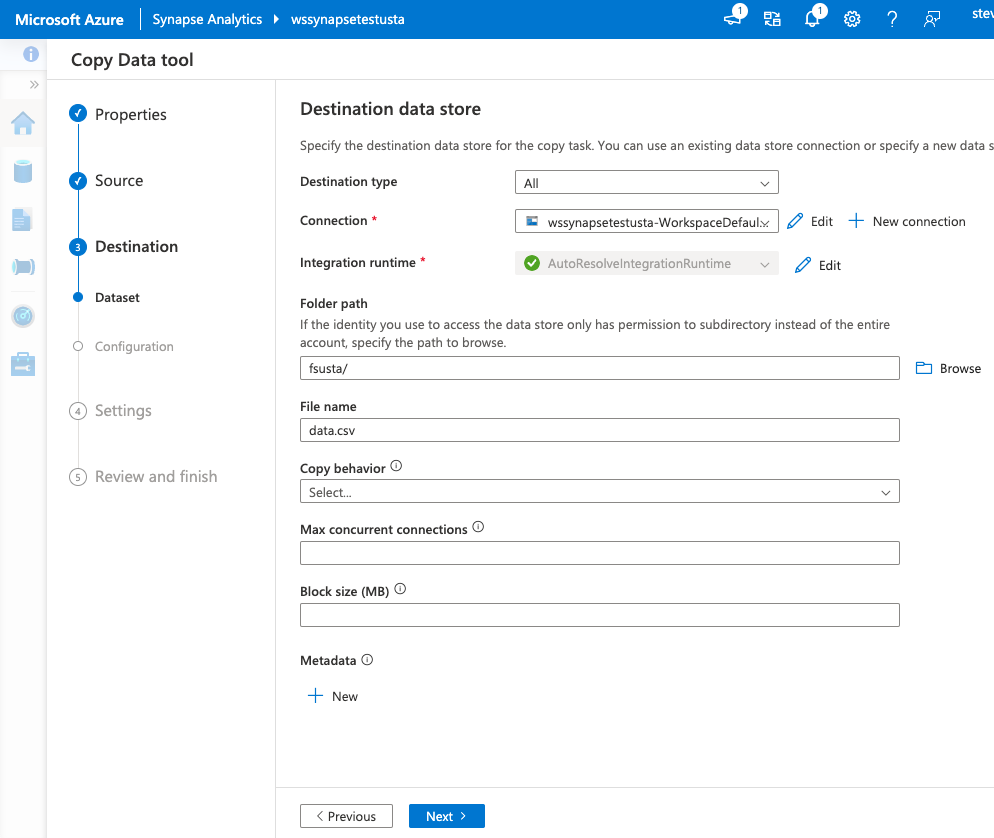 Microsoft Azure
Synapse Analytics
wssynapsetestusta
1
1
Copy Data tool
Properties
Source
3 Destination
Dataset
Configuration
4 Settings
5 Review and finish
Destination data store
Specify the destination data store for the copy task. You can use an existing data store connection or specify a new data s
Destination type
All
Connection *
wssynapsetestusta-WorkspaceDefaul...
Edit
New connection
Integration runtime *
AutoResolveIntegrationRuntime
Edit
Folder path
If the identity you use to access the data store only has permission to subdirectory instead of the entire
account, specify the path to browse.
fsusta/
Browse
File name
data.csv
Copy behavior
Select...
Max concurrent connections
Block size (MB)
Metadata
New
Previous
Next